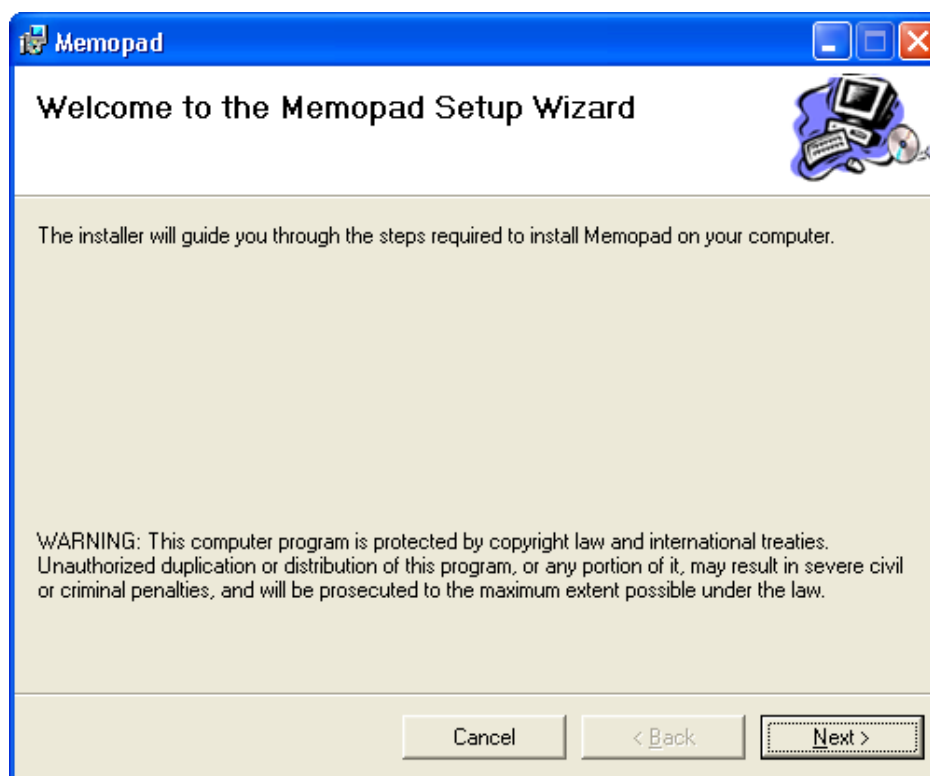 Memopad
Welcome to the Memopad Setup Wizard
The installer will guide you through the steps required to install Memopad on your computer.
WARNING: This computer program is protected by copyright law and international treaties.
Unauthorized duplication or distribution of this program, or any portion of it, may result in severe civil
or criminal penalties, and will be prosecuted to the maximum extent possible under the law.
Cancel < Back Next >